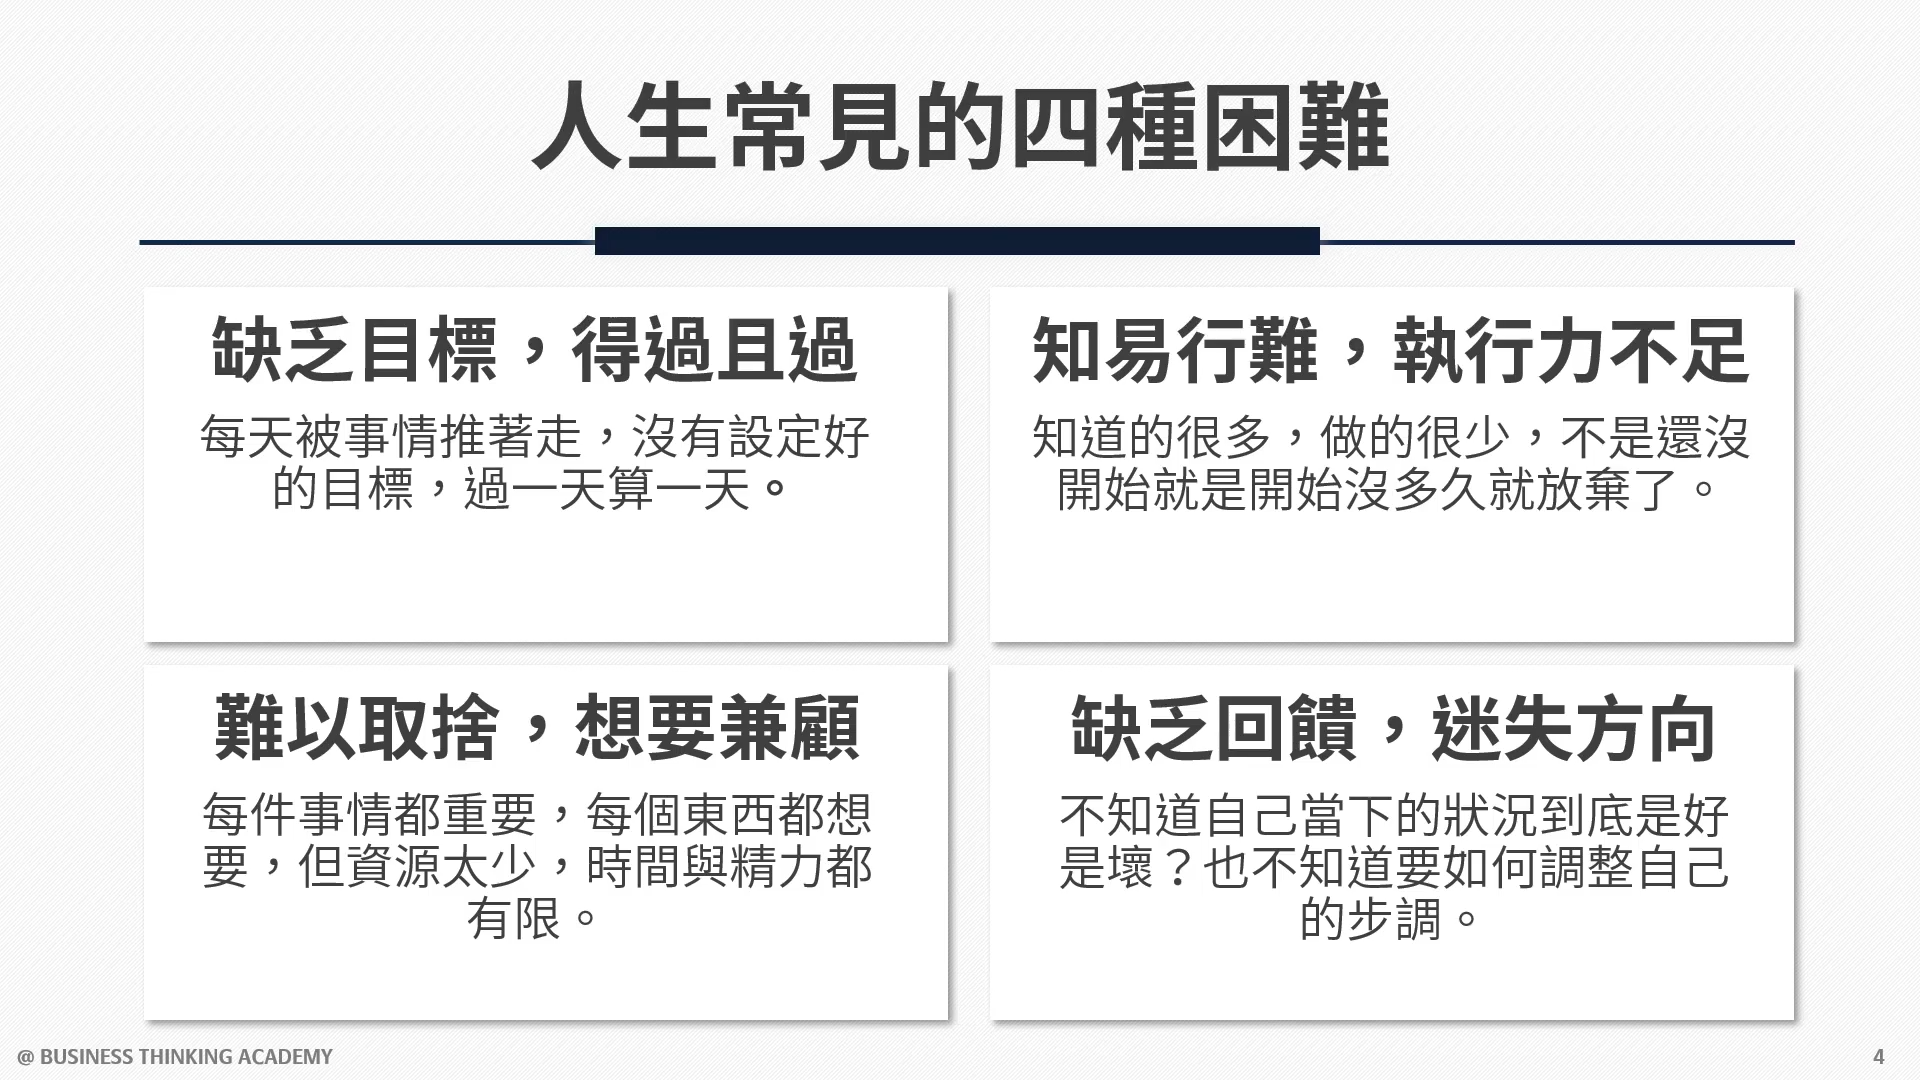 人生常見的四種困難
缺乏目標，得過且過
每天被事情推著走，沒有設定好
的目標，過一天算一天。
知易行難，執行力不足
知道的很多，做的很少，不是還沒
開始就是開始沒多久就放棄了。
難以取捨，想要兼顧
每件事情都重要，每個東西都想
要，但資源太少，時間與精力都
有限。
缺乏回饋，迷失方向
不知道自己當下的狀況到底是好
是壞？也不知道要如何調整自己
的步調。
@ BUSINESS THINKING ACADEMY
4